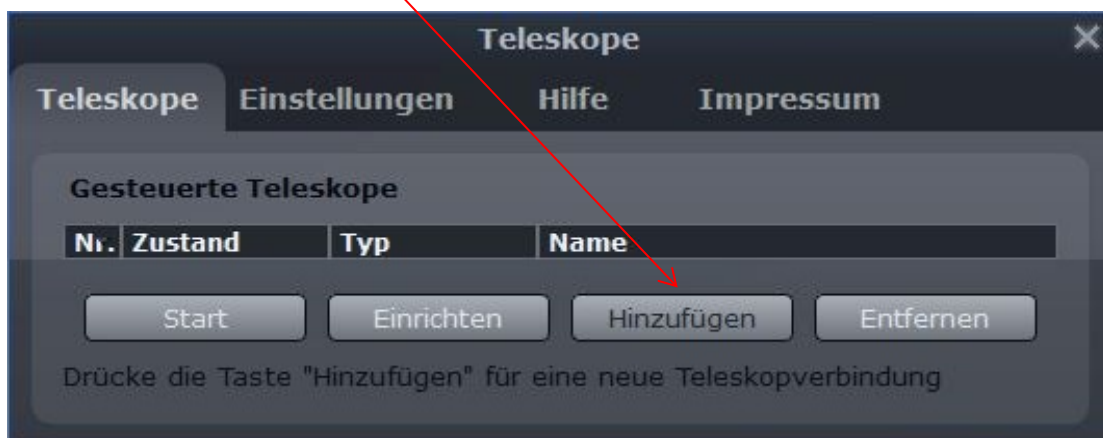 Teleskope
Teleskope Einstellungen Hilfe Impressum
Gesteuerte Teleskope
Nr. Zustand Typ Name
Start Einrichten Hinzufügen Entfernen
Drücke die Taste "Hinzufügen" für eine neue Teleskopverbindung